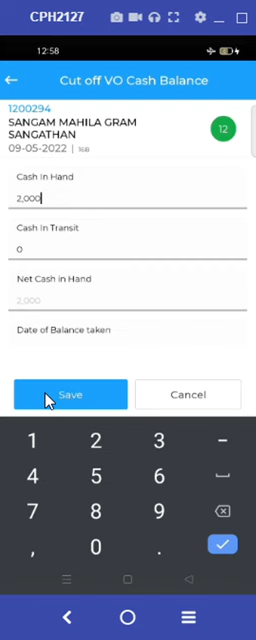 CPH2127
12:58
Cut off VO Cash Balance
1200294
SANGAM MAHILA GRAM
SANGATHAN
12
09-05-2022 | 168
Cash In Hand
2,000
Cash In Transit
0
Net Cash in Hand
2,000
Date of Balance taken
Save Cancel
1 2 3 -
4 5 6
7 8 9
, 0 .